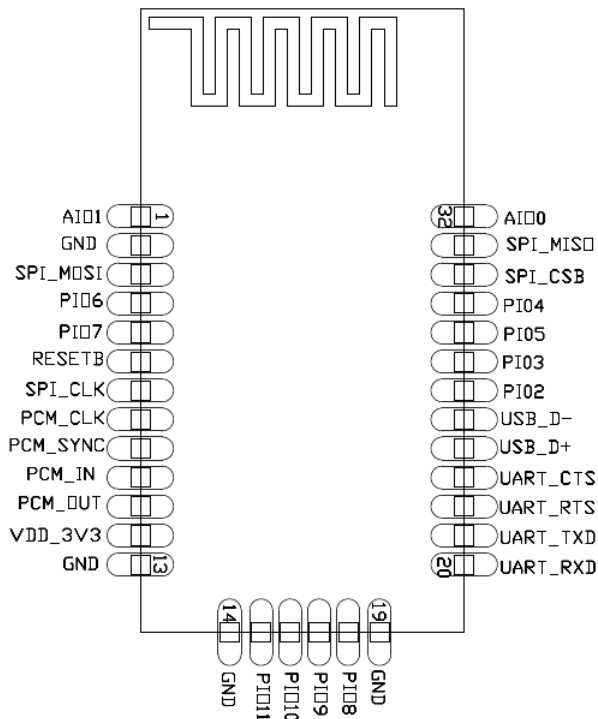 AIO1
1
32
AIO0
GND
SPI_MISO
SPI_MOSI
SPI_CSB
PIO6
PIO4
PIO7
PIO5
RESETB
PIO3
SPI_CLK
PIO2
PCM_CLK
USB_D-
PCM_SYNC
USB_D+
PCM_IN
UART_CTS
PCM_OUT
UART_RTS
VDD_3V3
UART_TXD
GND
13
20
UART_RXD
14
19
GND
PIO11
PIO10
PIO9
PIO8
GND